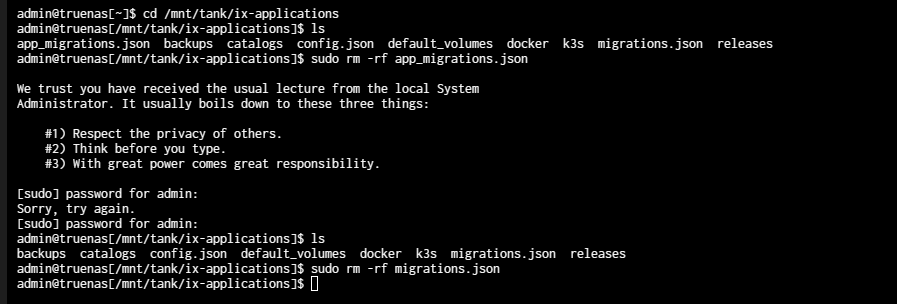 admin@truenas[~]$ cd /mnt/tank/ix-applications
admin@truenas[/mnt/tank/ix-applications]$ ls
app_migrations.json  backups  catalogs  config.json  default_volumes  docker  k3s  migrations.json  releases
admin@truenas[/mnt/tank/ix-applications]$ sudo rm -rf app_migrations.json
We trust you have received the usual lecture from the local System
Administrator. It usually boils down to these three things:
#1) Respect the privacy of others.
#2) Think before you type.
#3) With great power comes great responsibility.
[sudo] password for admin:
Sorry, try again.
[sudo] password for admin:
admin@truenas[/mnt/tank/ix-applications]$ ls
backups  catalogs  config.json  default_volumes  docker  k3s  migrations.json  releases
admin@truenas[/mnt/tank/ix-applications]$ sudo rm -rf migrations.json
admin@truenas[/mnt/tank/ix-applications]$